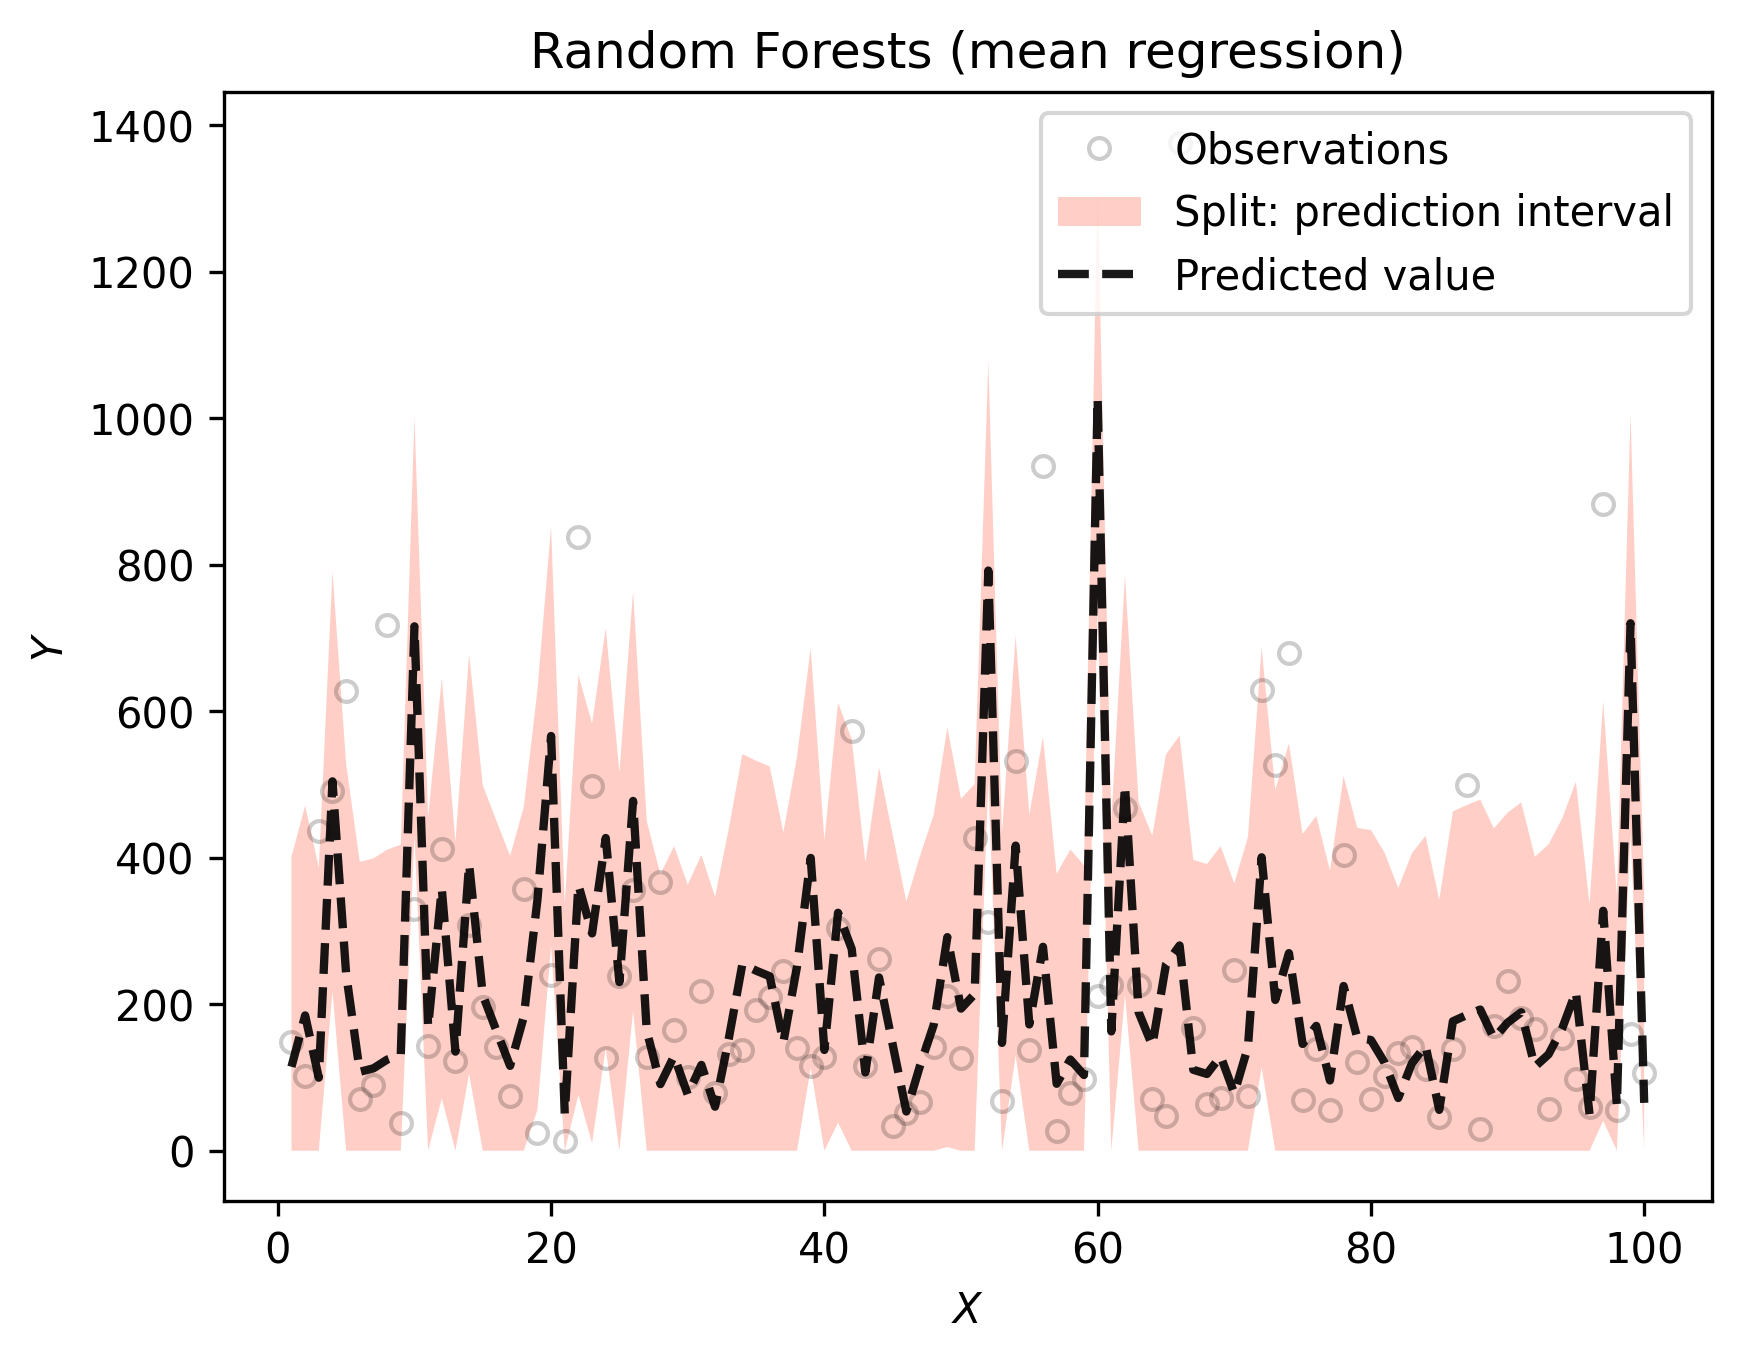 Random Forests (mean regression)
1400
1200
1000
800
600
400
200
0
Y
Observations
Split: prediction interval
Predicted value
0 20 40 60 80 100
X